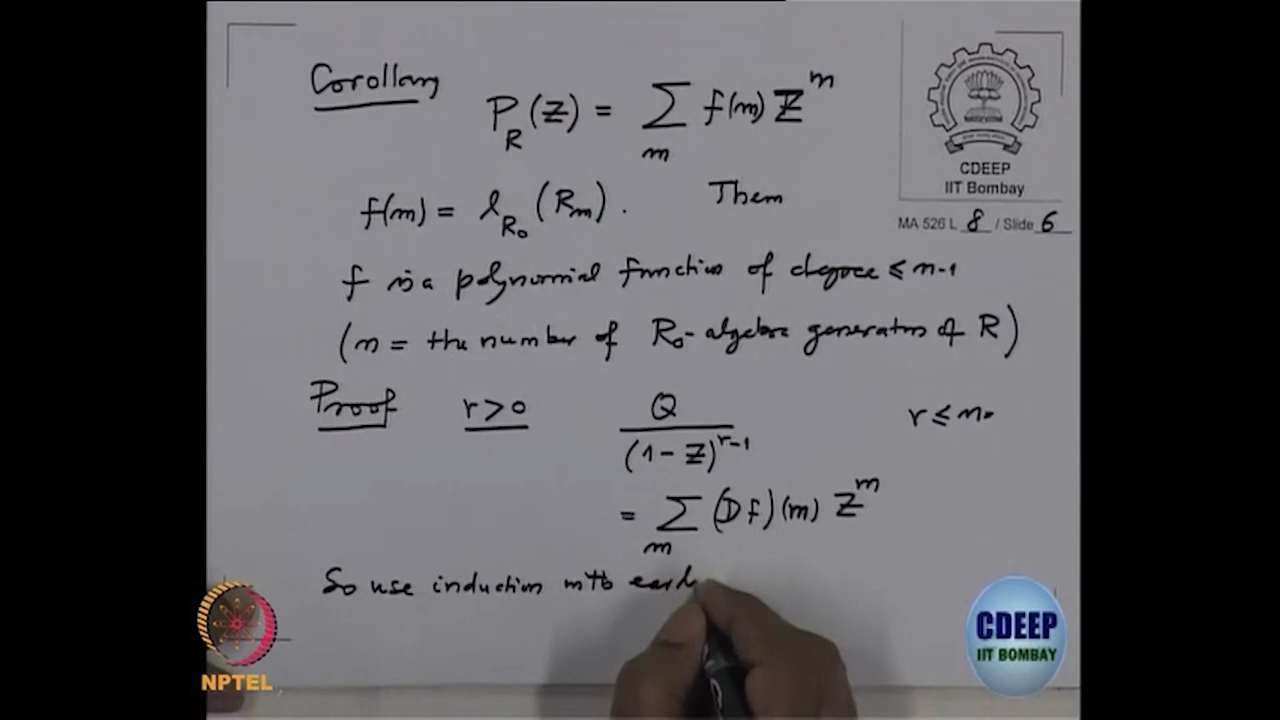 Corollary
P_R(Z) = Σ_m f(m) Z^m
f(m) = l_{R_0}(R_m). Then
f is a polynomial function of degree ≤ n-1
(n = the number of R_0-algebra generators of R)
Proof r > 0 Q / (1 - Z)^{r-1} r ≤ n.
= Σ_m (Df)(m) Z^m
So use induction
CDEEP
IIT Bombay
MA 526 L 8 / Slide 6
NPTEL
CDEEP
IIT BOMBAY